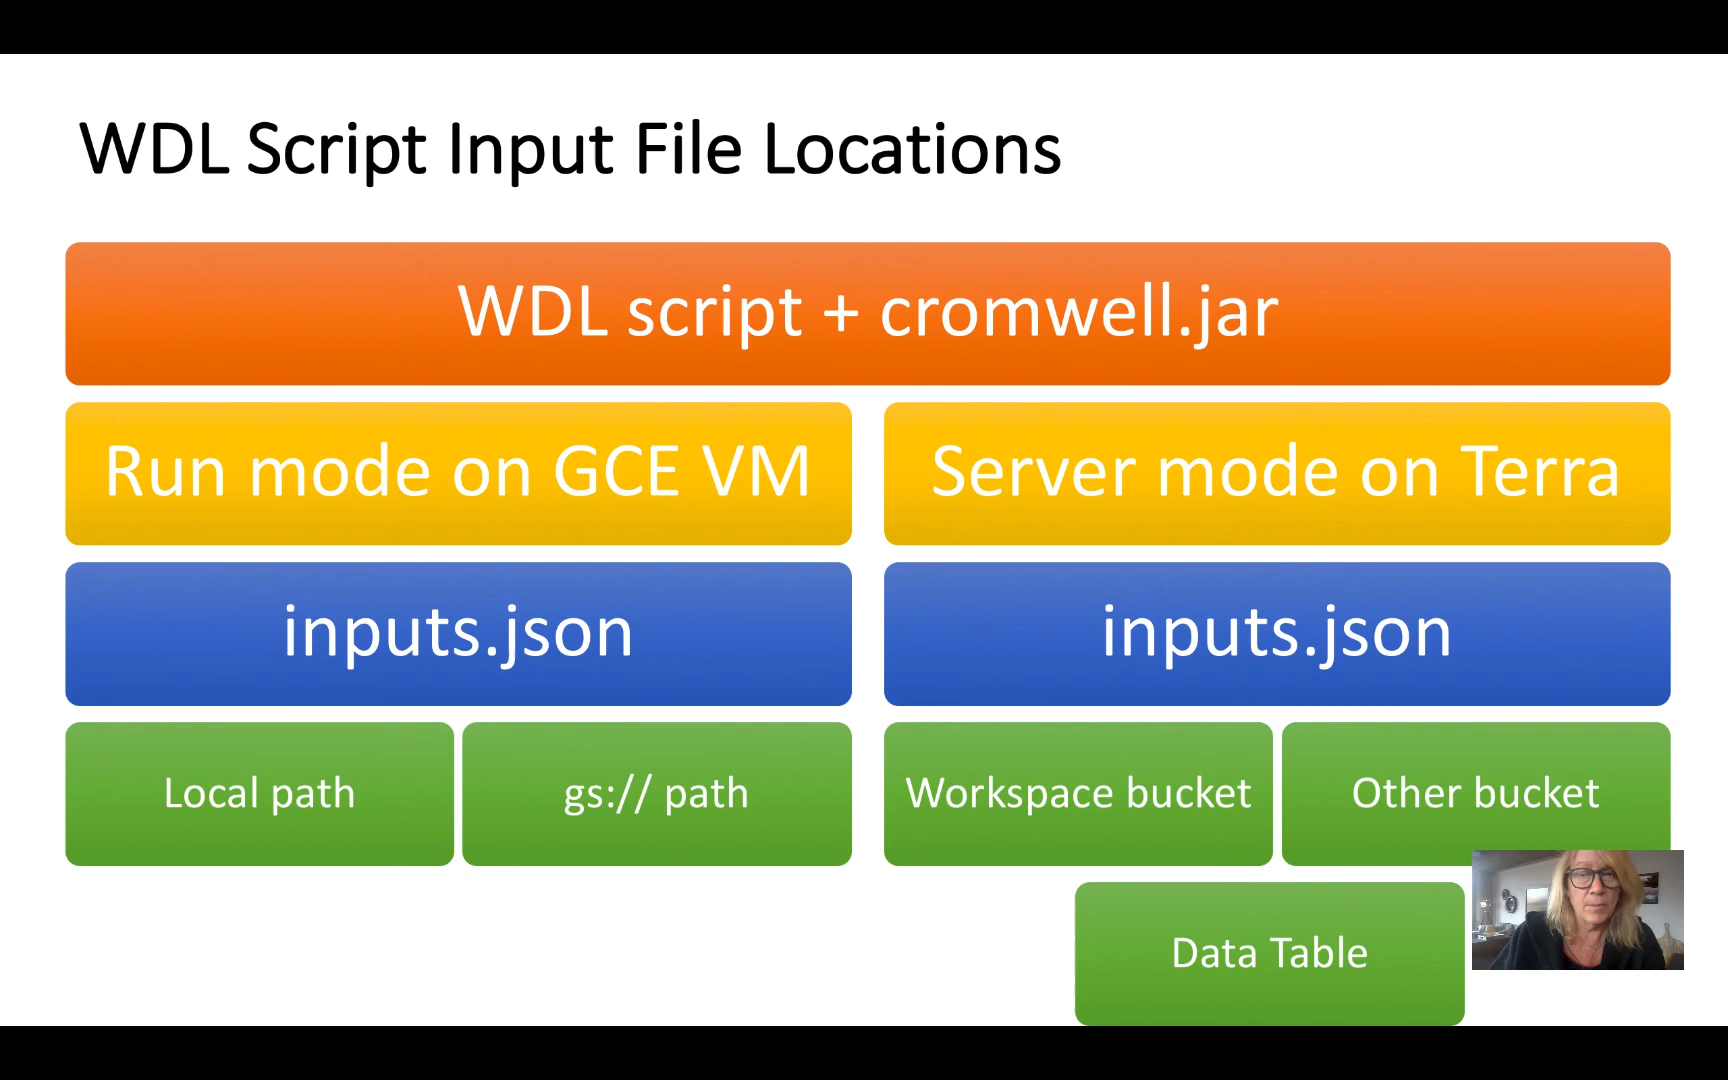 WDL Script Input File Locations
WDL script + cromwell.jar
Run mode on GCE VM
Server mode on Terra
inputs.json
inputs.json
Local path
gs:// path
Workspace bucket
Other bucket
Data Table